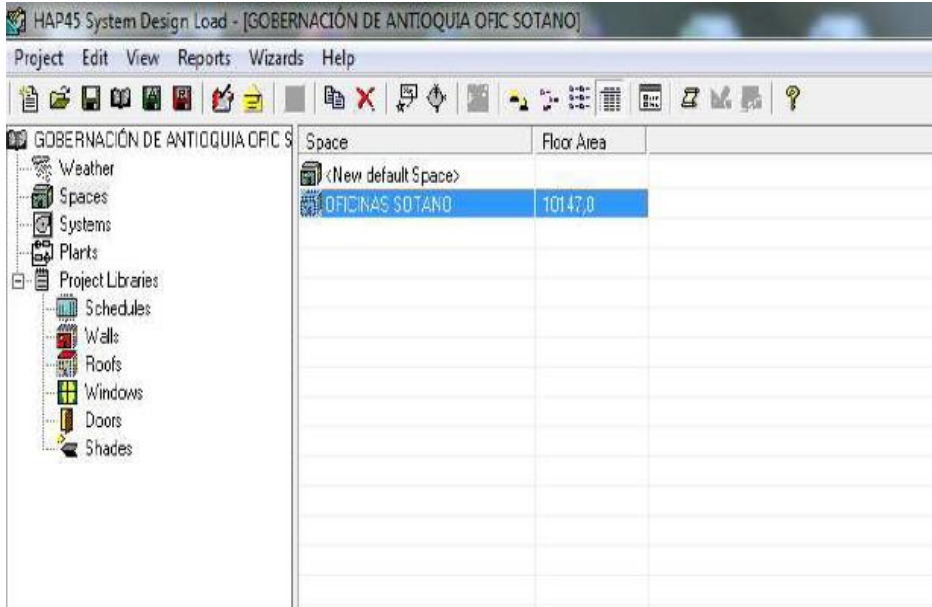 HAP45 System Design Load - [GOBERNACIÓN DE ANTIOQUIA OFIC SOTANO]
Project Edit View Reports Wizards Help
GOBERNACIÓN DE ANTIOQUIA OFIC S
Weather
Spaces
Systems
Plants
Project Libraries
Schedules
Walls
Roofs
Windows
Doors
Shades
Space Floor Area
<New default Space>
OFICINAS SOTANO 10147,0